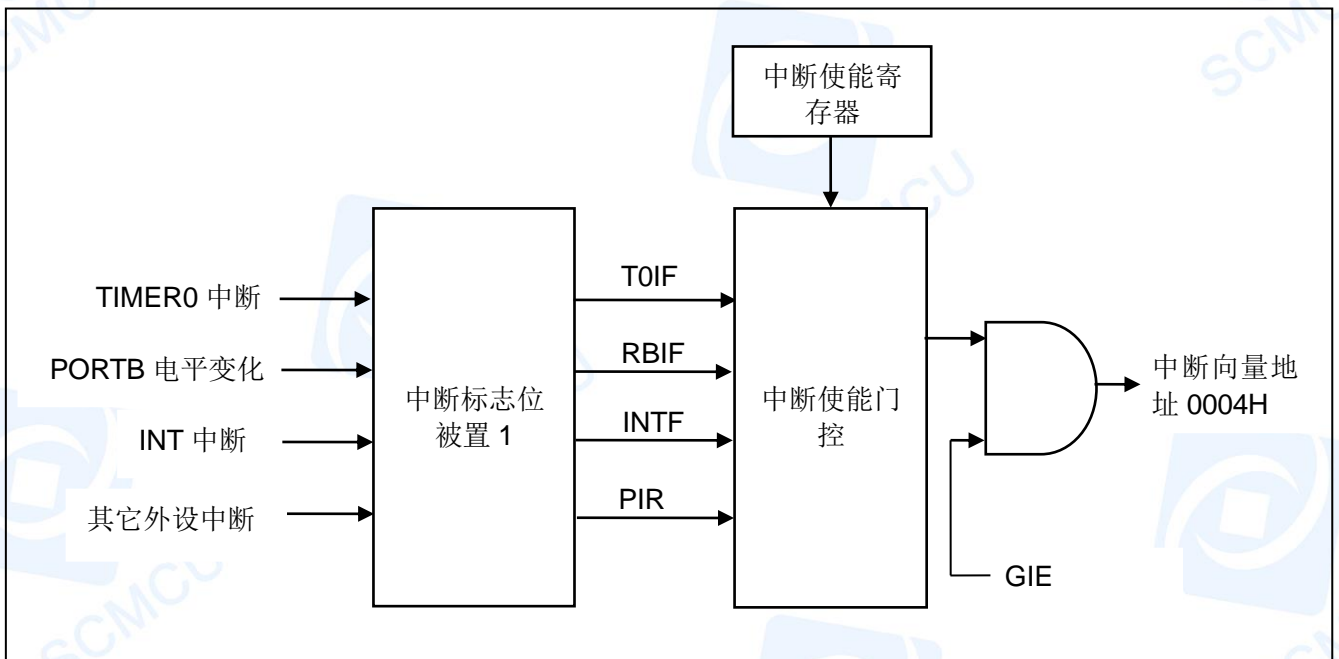 中断使能寄
存器
TIMER0 中断
PORTB 电平变化
INT 中断
其它外设中断
中断标志位
被置 1
T0IF
RBIF
INTF
PIR
中断使能门
控
GIE
中断向量地
址 0004H
SCMCU
SCMCU